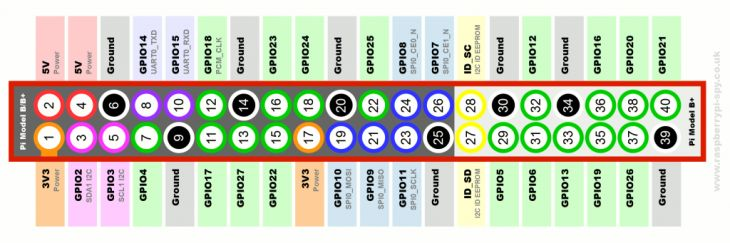 5V Power
5V Power
Ground
GPIO14 UART0_TXD
GPIO15 UART0_RXD
GPIO18 PCM_CLK
Ground
GPIO23
GPIO24
Ground
GPIO25
GPIO8 SPI0_CE0_N
GPIO7 SPI0_CE1_N
ID_SC I2C ID EEPROM
Ground
GPIO12
Ground
GPIO16
GPIO20
GPIO21
Pi Model B/B+
2 4 6 8 10 12 14 16 18 20 22 24 26 28 30 32 34 36 38 40
1 3 5 7 9 11 13 15 17 19 21 23 25 27 29 31 33 35 37 39
Pi Model B+
3V3 Power
GPIO2 SDA1 I2C
GPIO3 SCL1 I2C
GPIO4
Ground
GPIO17
GPIO27
GPIO22
3V3 Power
GPIO10 SPI0_MOSI
GPIO9 SPI0_MISO
GPIO11 SPI0_SCLK
Ground
ID_SD I2C ID EEPROM
GPIO5
GPIO6
GPIO13
GPIO19
GPIO26
Ground
www.raspberrypi-spy.co.uk